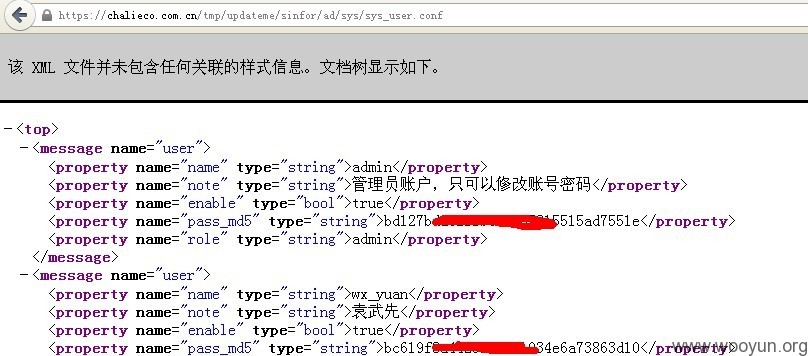 https://chalieco.com.cn/tmp/updateme/sinfor/ad/sys/sys_user.conf
该 XML 文件并未包含任何关联的样式信息。文档树显示如下。
−<top>
−<message name="user">
<property name="name" type="string">admin</property>
<property name="note" type="string">管理员账户，只可以修改账号密码</property>
<property name="enable" type="bool">true</property>
<property name="pass_md5" type="string">bd127bd 15515ad7551e</property>
<property name="role" type="string">admin</property>
</message>
−<message name="user">
<property name="name" type="string">wx_yuan</property>
<property name="note" type="string">袁武先</property>
<property name="enable" type="bool">true</property>
<property name="pass_md5" type="string">bc619f 034e6a73863d10</property>
www.wooyun.org